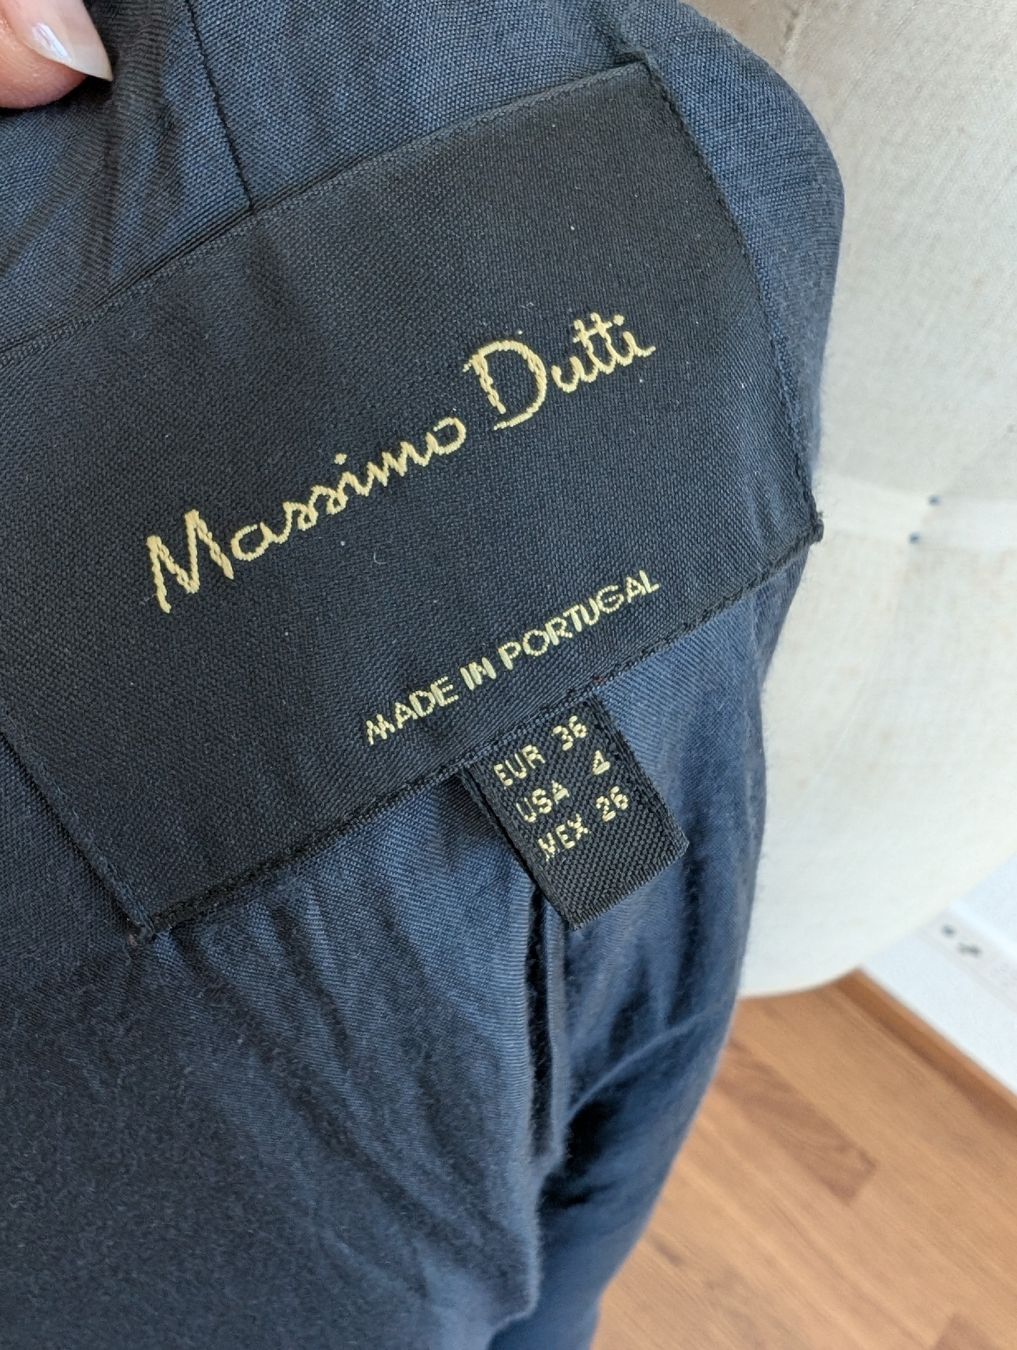 Massimo Dutti
MADE IN PORTUGAL
EUR 36
USA 4
MEX 26